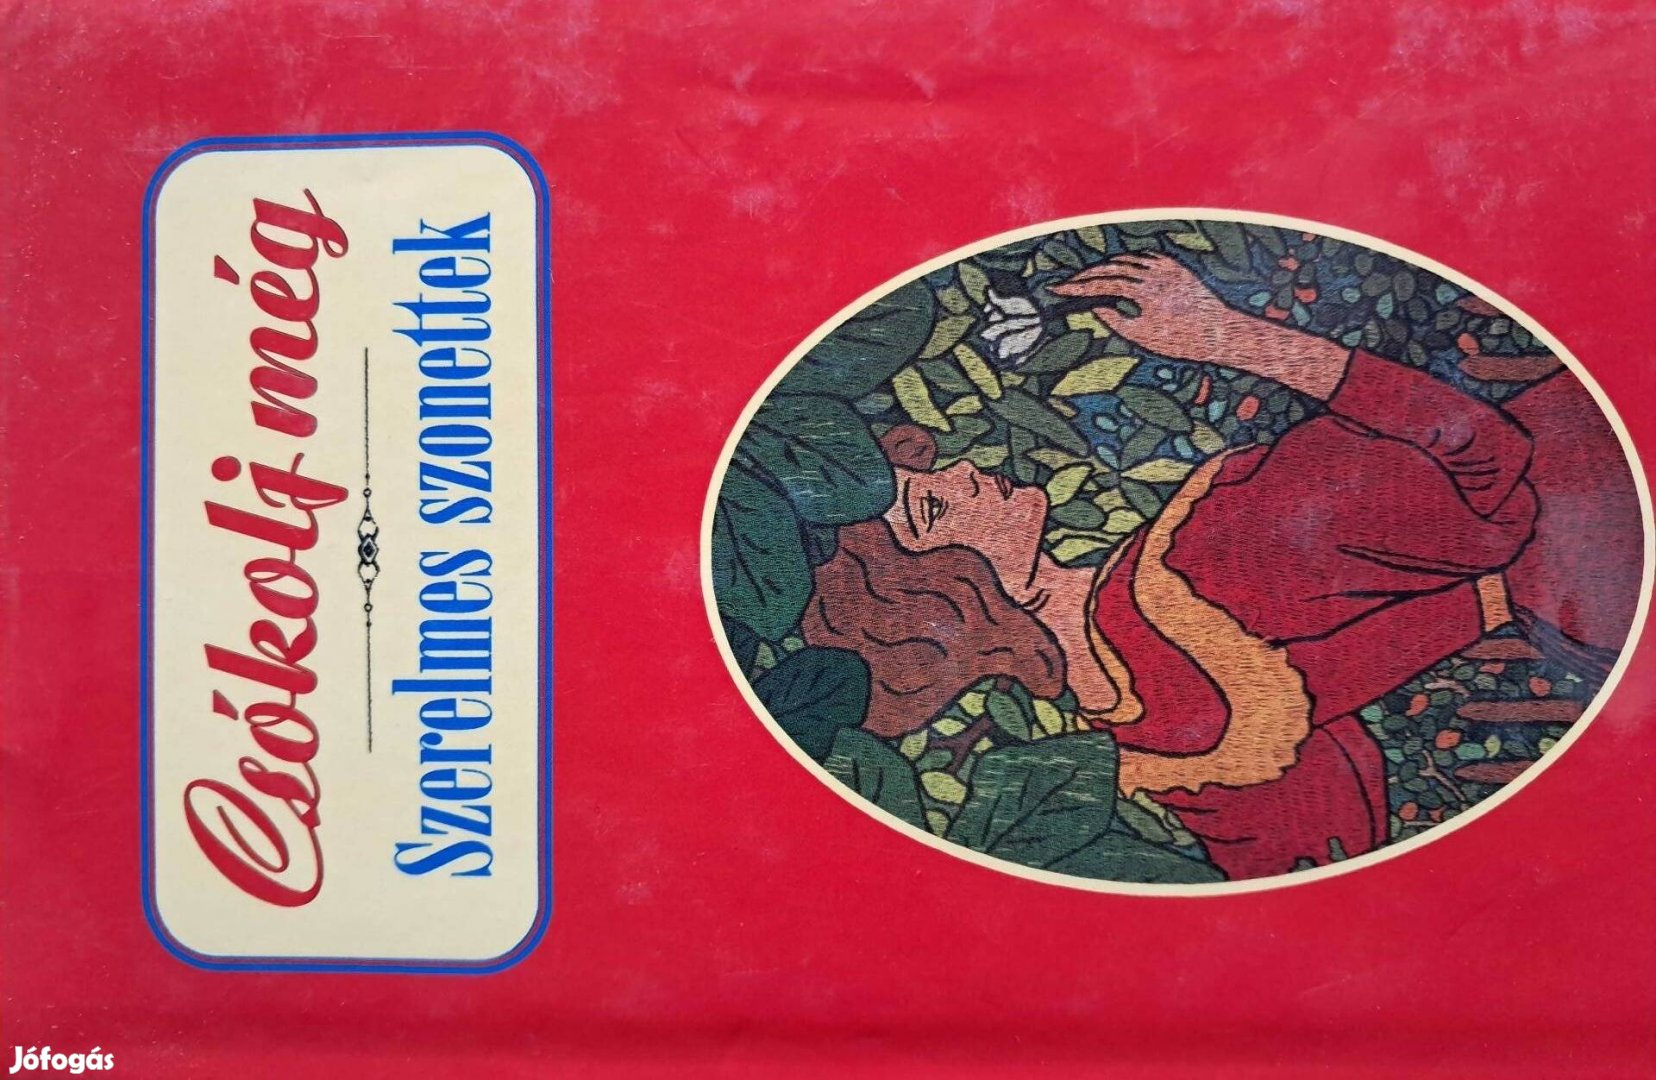 Csókolj még
Szerelmes szonettek
Jófogás